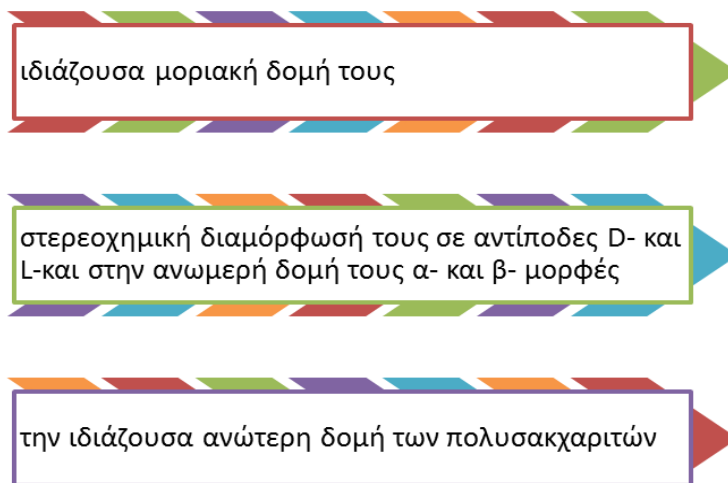 ιδιάζουσα μοριακή δομή τους
στερεοχημική διαμόρφωσή τους σε αντίποδες D- και
L-και στην ανωμερή δομή τους α- και β- μορφές
την ιδιάζουσα ανώτερη δομή των πολυσακχαριτών